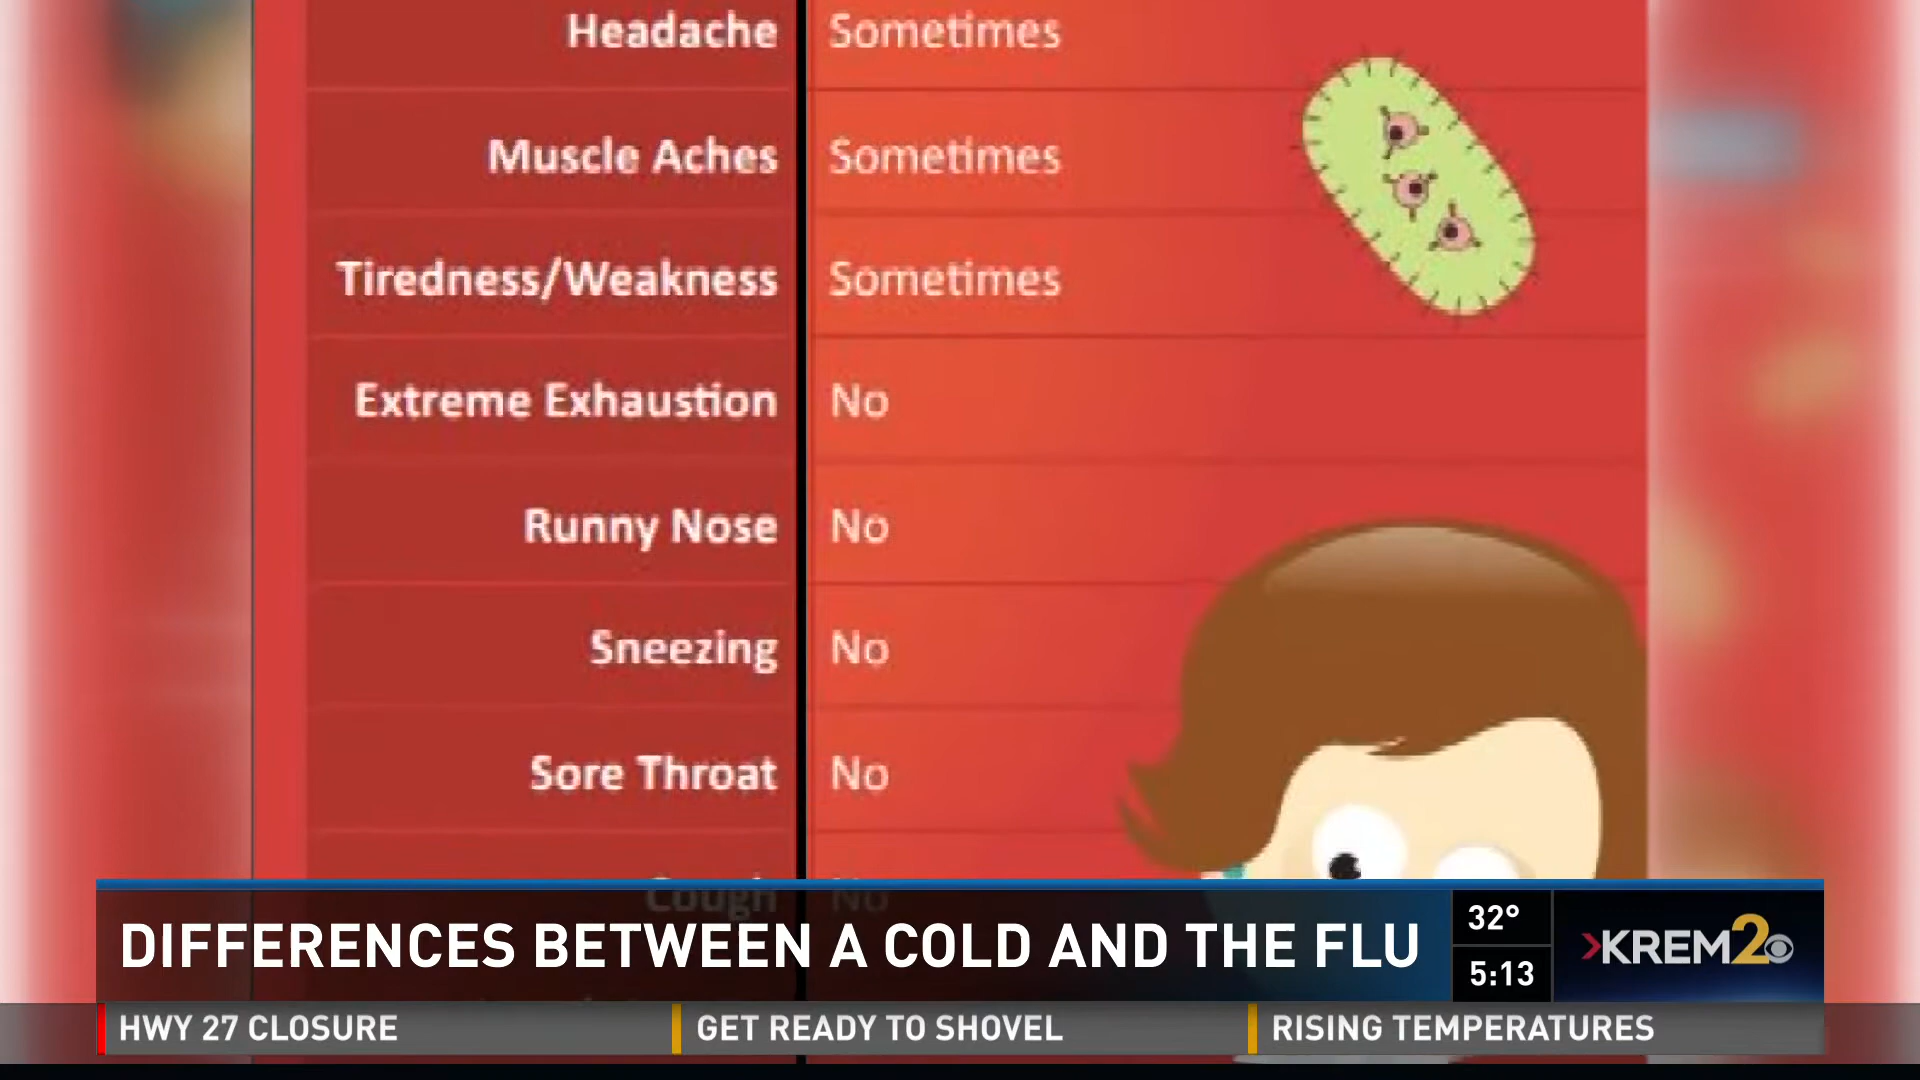 Headache Sometimes
Muscle Aches Sometimes
Tiredness/Weakness Sometimes
Extreme Exhaustion No
Runny Nose No
Sneezing No
Sore Throat No
Cough No
DIFFERENCES BETWEEN A COLD AND THE FLU
32°
5:13
KREM2
HWY 27 CLOSURE
GET READY TO SHOVEL
RISING TEMPERATURES